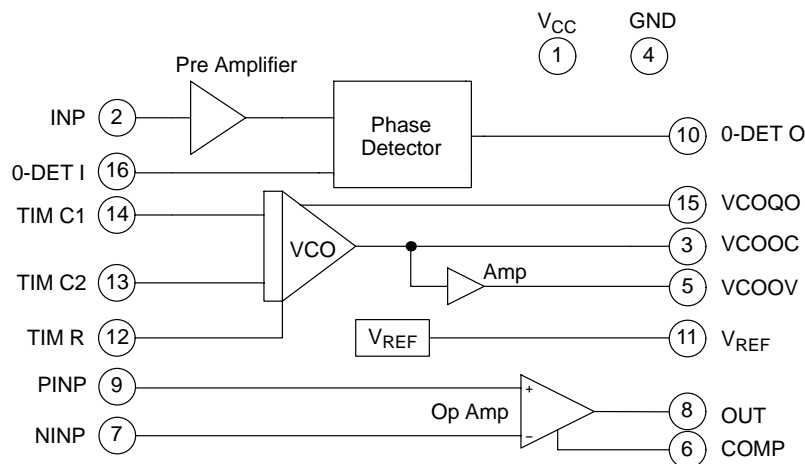 VCC GND
1 4
Pre Amplifier
INP 2
Phase Detector
10 0-DET O
0-DET I 16
TIM C1 14
15 VCOQO
VCO
3 VCOOC
TIM C2 13
Amp
5 VCOOV
TIM R 12
VREF
11 VREF
PINP 9
+
Op Amp
8 OUT
NINP 7
−
6 COMP